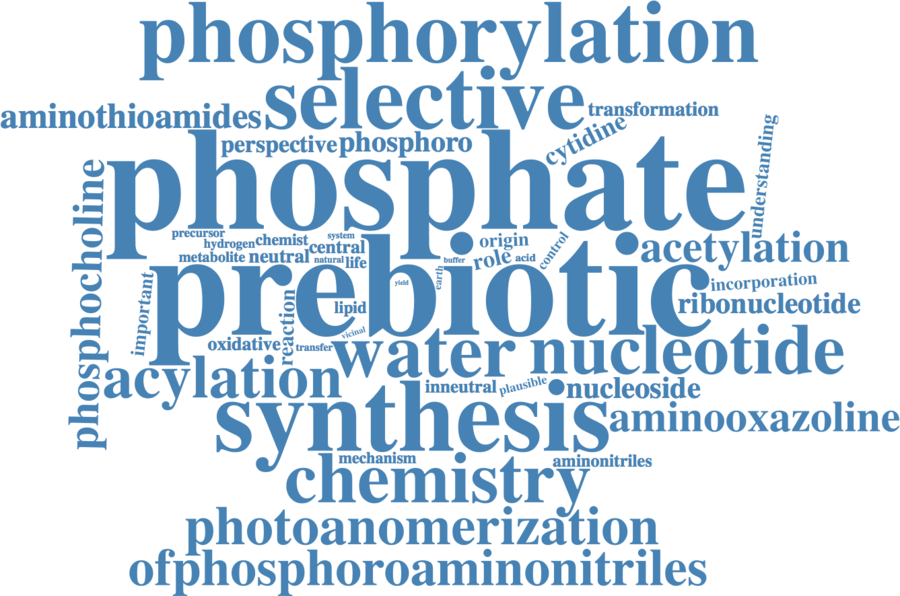 phosphorylation
selective
aminothioamides
transformation
perspective
phosphoro
cytidine
understanding
phosphate
phosphocholine
precursor
hydrogen
chemist
system
central
origin
control
acetylation
metabolite
neutral
natural
life
buffer
role
acid
prebiotic
earth
yield
incorporation
important
lipid
ribonucleotide
reaction
vicinal
oxidative
transfer
water
nucleotide
acylation
inneutral
plausible
nucleoside
synthesis
aminooxazoline
mechanism
aminonitriles
chemistry
photoanomerization
ofphosphoroaminonitriles